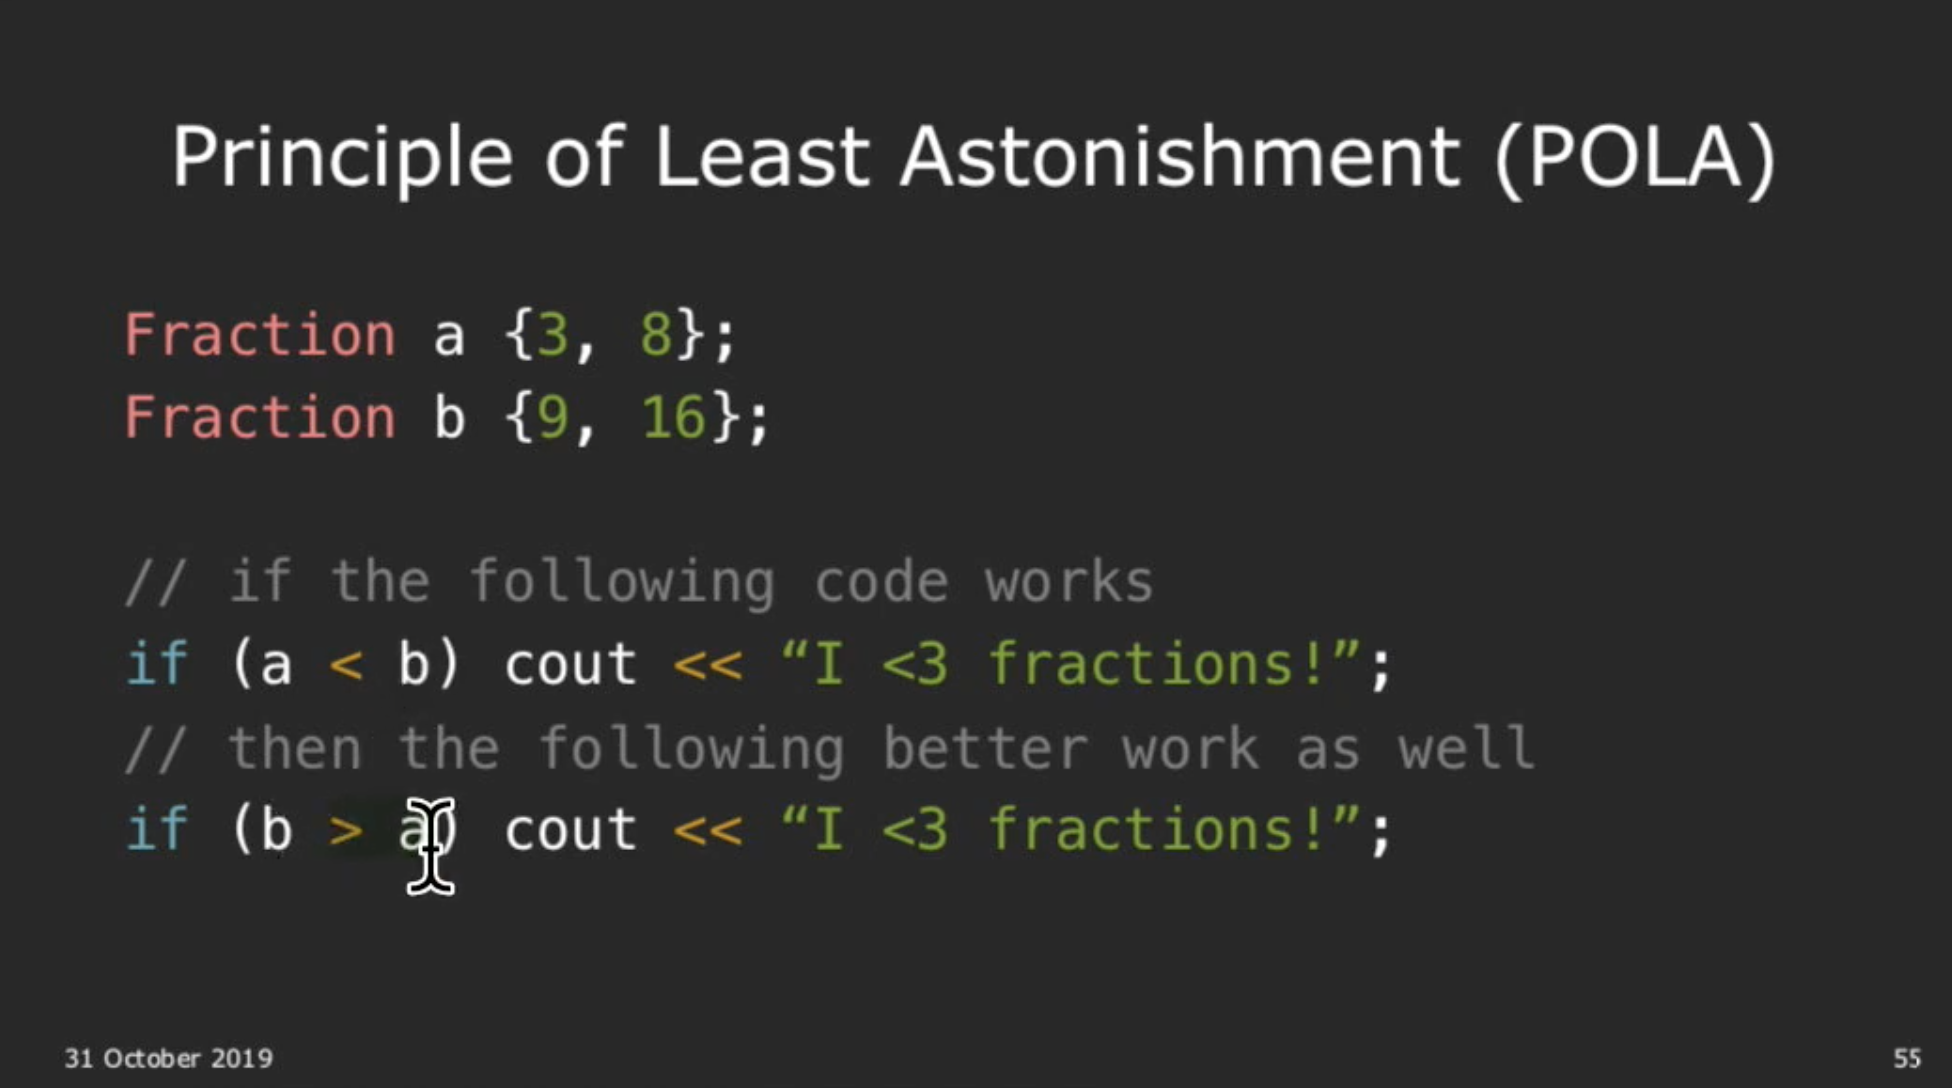 Principle of Least Astonishment (POLA)
Fraction a {3, 8};
Fraction b {9, 16};
// if the following code works
if (a < b) cout << “I <3 fractions!”;
// then the following better work as well
if (b > a) cout << “I <3 fractions!”;
31 October 2019
55